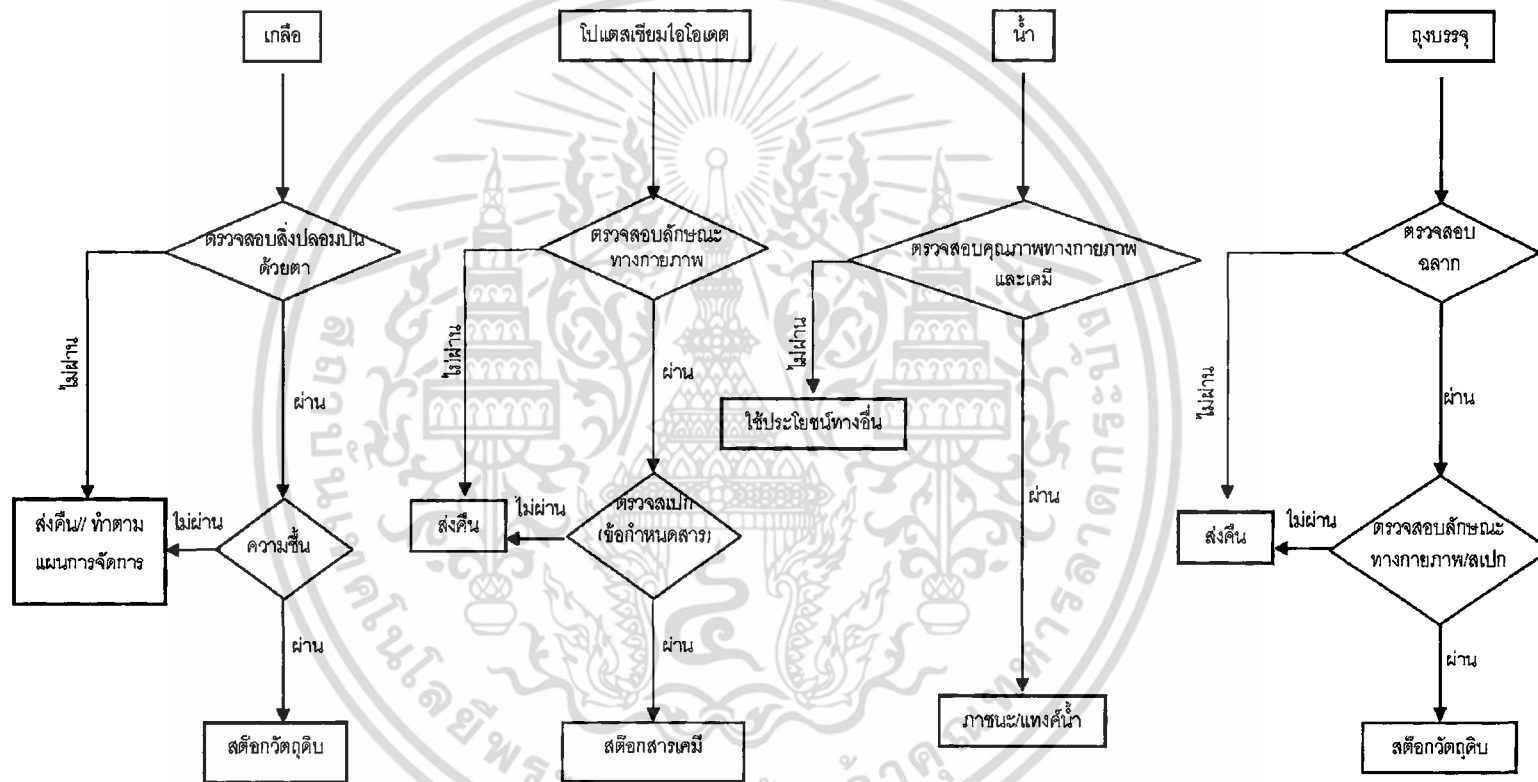 เกลือ
โปแตสเซียมไอโอเดต
น้ำ
ถุงบรรจุ
ตรวจสอบสิ่งปลอมปน
ด้วยตา
ตรวจสอบลักษณะ
ทางกายภาพ
ตรวจสอบคุณภาพทางกายภาพ
และเคมี
ตรวจสอบ
ฉลาก
ไม่ผ่าน
ผ่าน
ไม่ผ่าน
ผ่าน
ไม่ผ่าน
ใช้ประโยชน์ทางอื่น
ผ่าน
ไม่ผ่าน
ผ่าน
ส่งคืน// ทำตาม
แผนการจัดการ
ไม่ผ่าน
ความชื้น
ส่งคืน
ไม่ผ่าน
ตรวจสเปก
(ข้อกำหนดสาร)
ส่งคืน
ไม่ผ่าน
ตรวจสอบลักษณะ
ทางกายภาพ/สเปก
ผ่าน
ผ่าน
ผ่าน
สต๊อกวัตถุดิบ
สต๊อกสารเคมี
ภาชนะ/แทงค์น้ำ
สต๊อกวัตถุดิบ